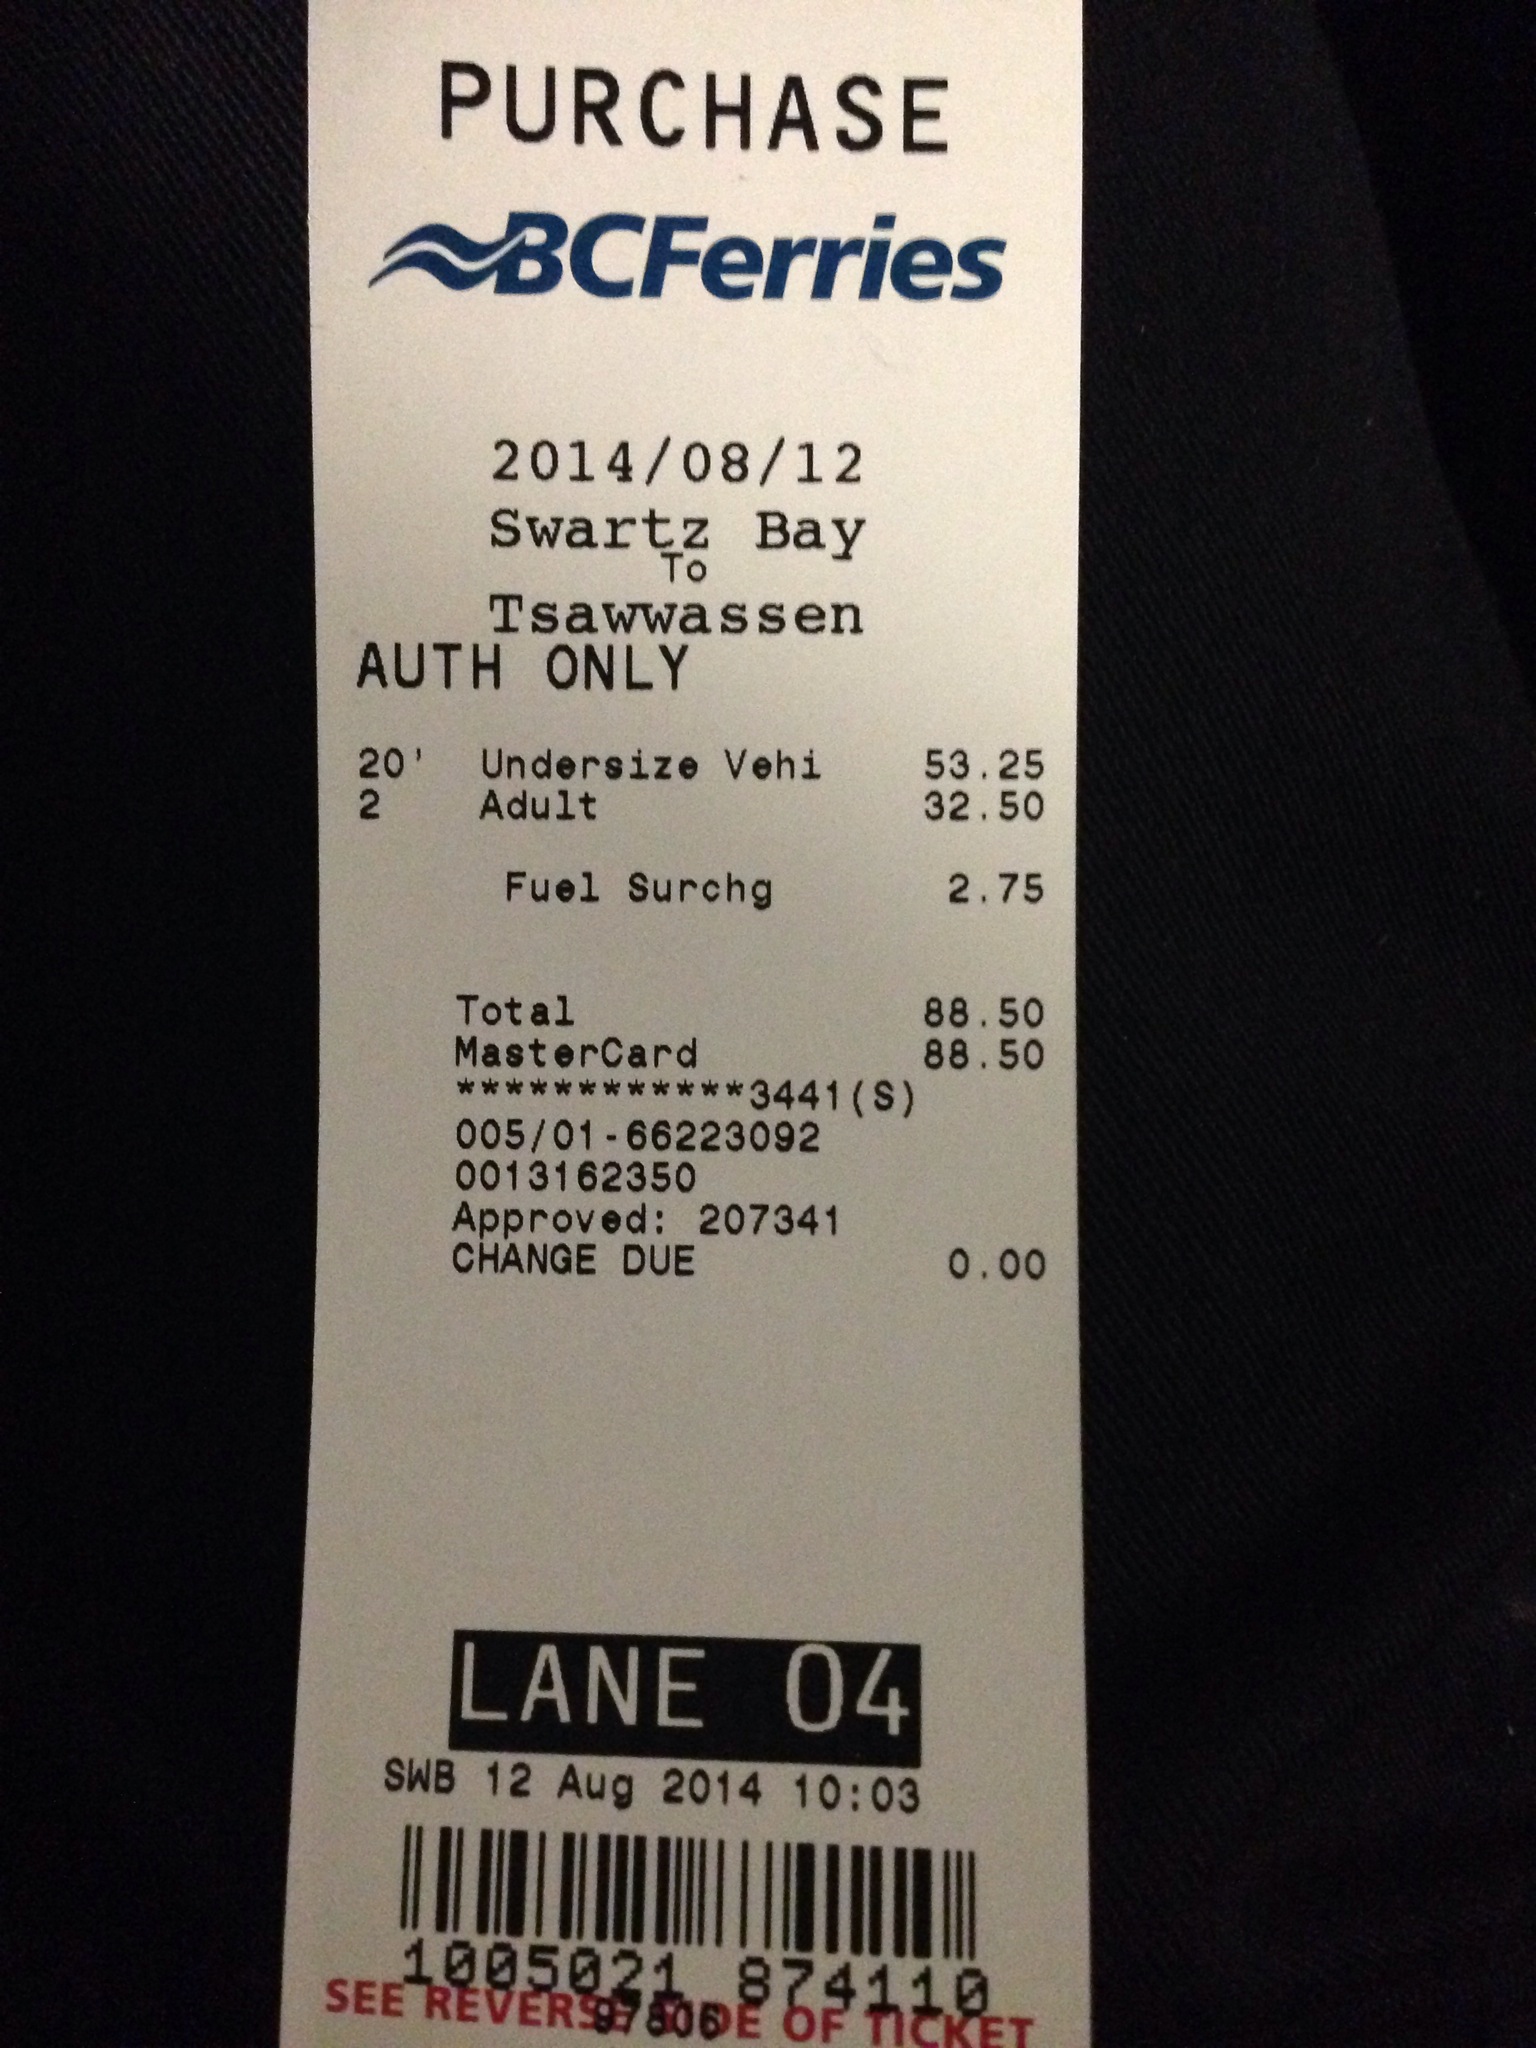 PURCHASE
BCFerries
2014/08/12
Swartz Bay
To
Tsawwassen
AUTH ONLY
20' Undersize Vehi 53.25
2 Adult 32.50
Fuel Surchg 2.75
Total 88.50
MasterCard 88.50
************3441(S)
005/01-66223092
0013162350
Approved: 207341
CHANGE DUE 0.00
LANE 04
SWB 12 Aug 2014 10:03
1005021 874110
SEE REVERSE SIDE OF TICKET
97806